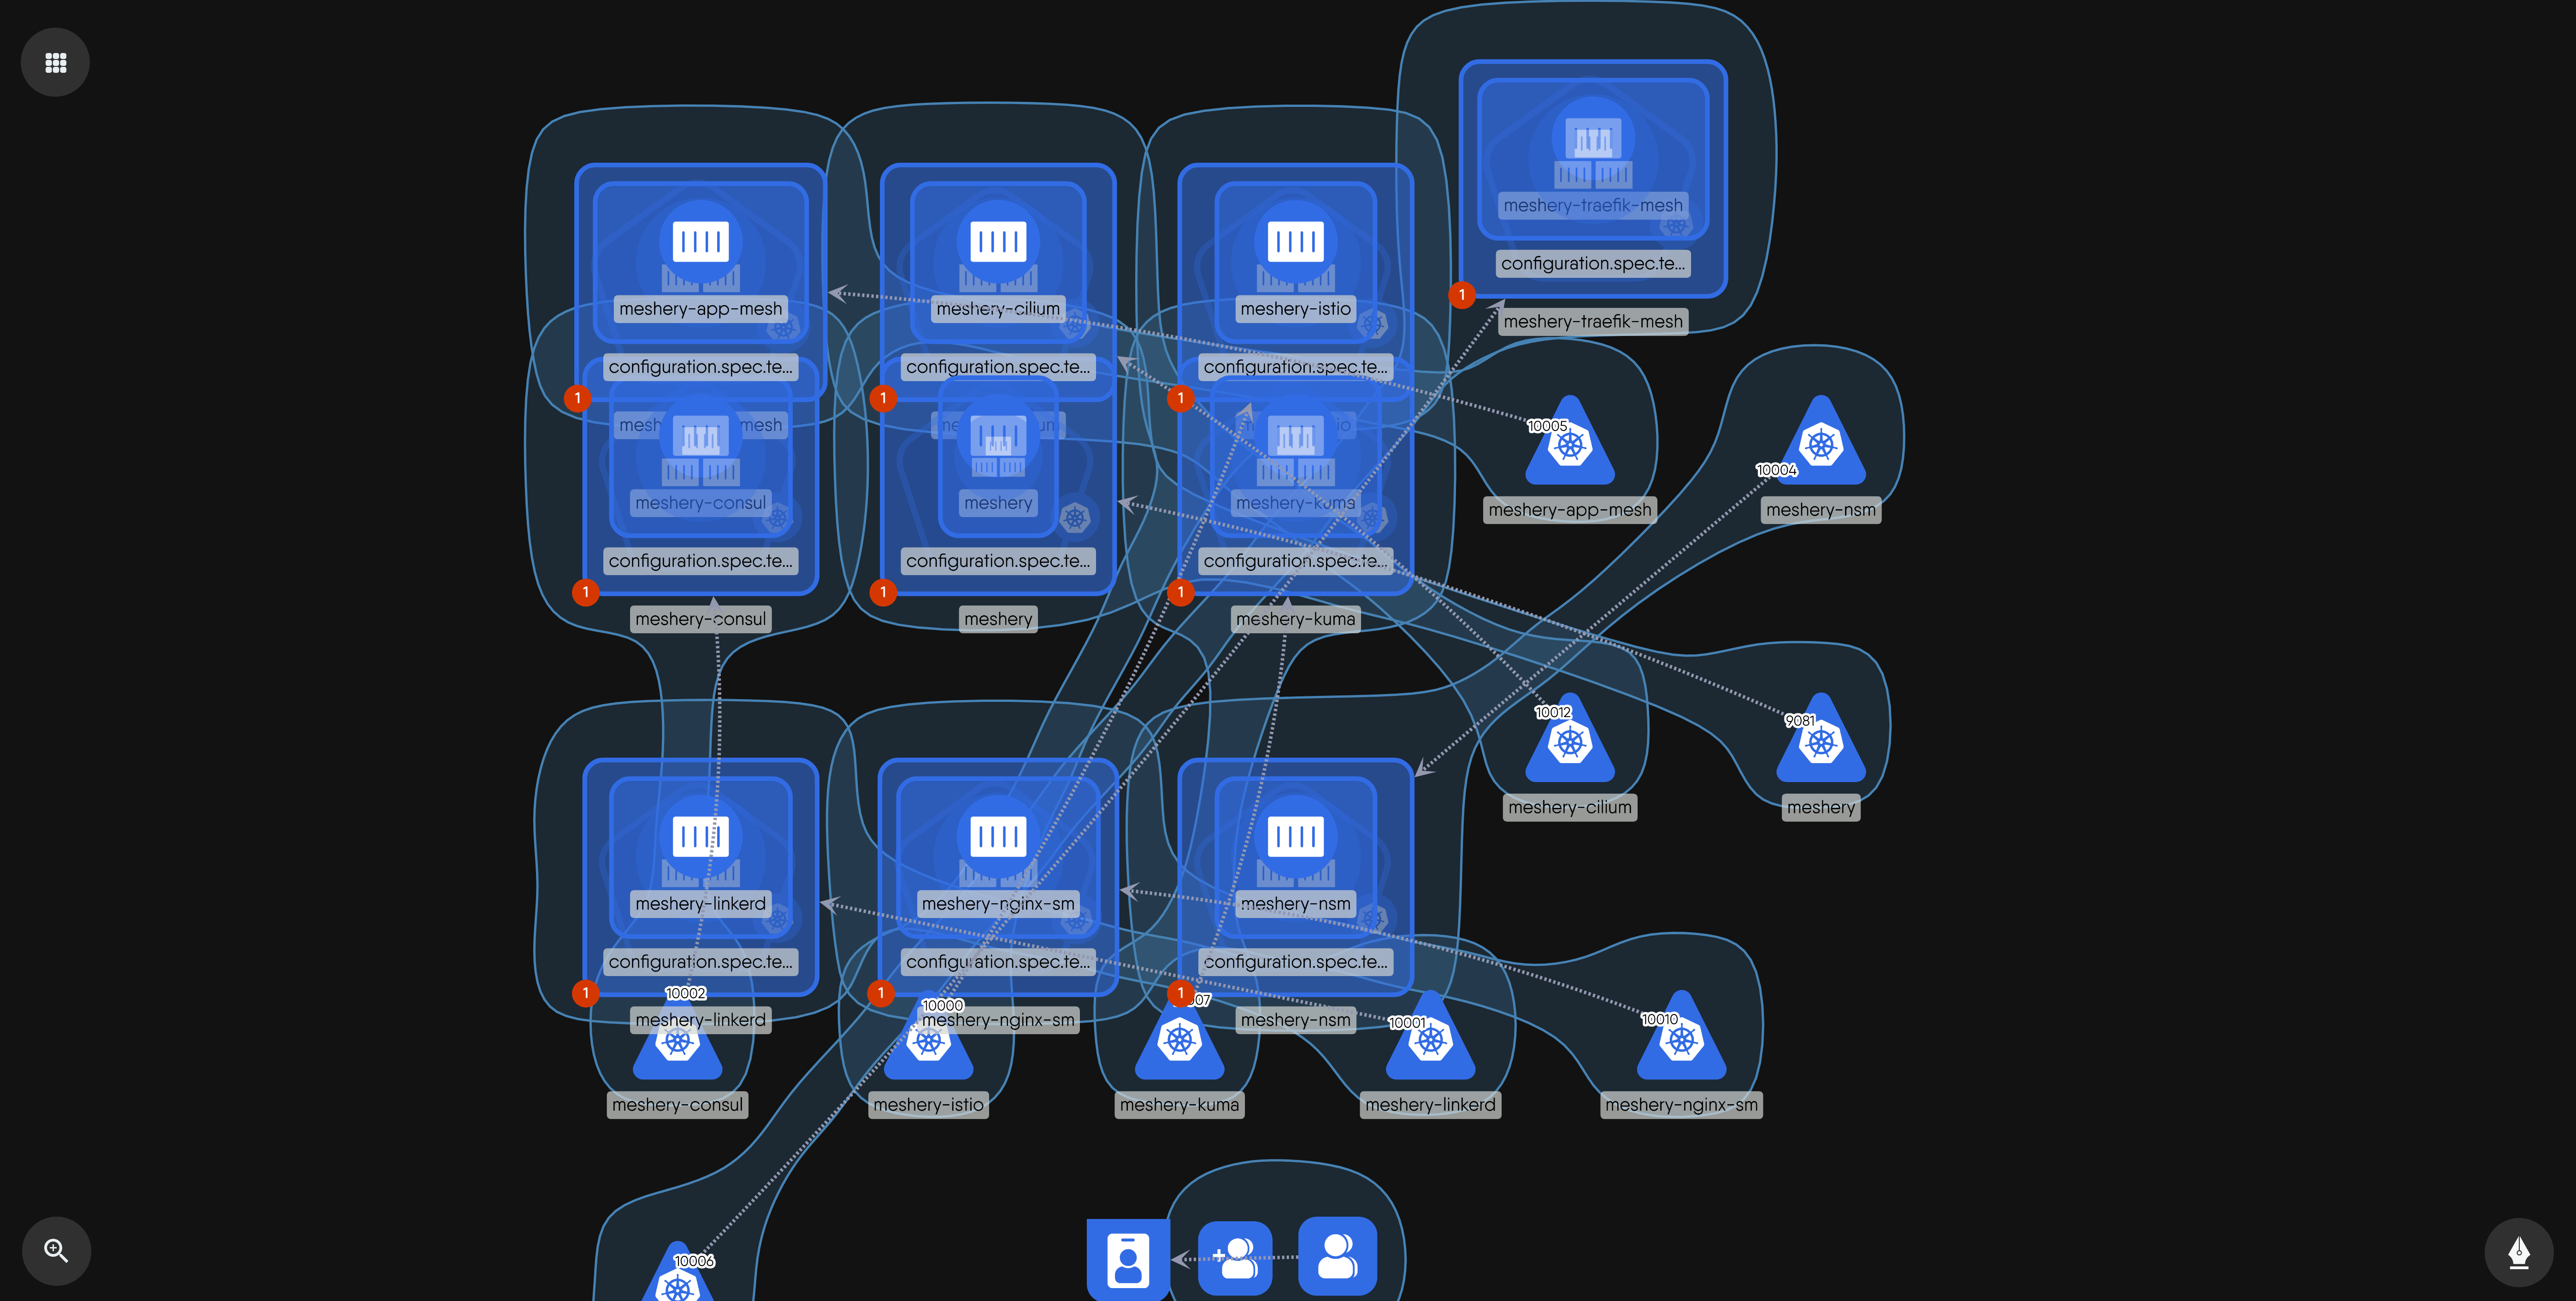 meshery-traefik-mesh
configuration.spec.te...
1
meshery-traefik-mesh
meshery-app-mesh
meshery-cilium
meshery-istio
configuration.spec.te...
configuration.spec.te...
configuration.spec.te...
1
1
1
10005
10004
meshery-consul
meshery
meshery-kuma
meshery-app-mesh
meshery-nsm
configuration.spec.te...
configuration.spec.te...
configuration.spec.te...
1
1
1
meshery-consul
meshery
meshery-kuma
10012
9081
meshery-cilium
meshery
meshery-linkerd
meshery-nginx-sm
meshery-nsm
configuration.spec.te...
configuration.spec.te...
configuration.spec.te...
1
1
1
10002
10000
10001
10010
meshery-linkerd
meshery-nginx-sm
meshery-nsm
meshery-consul
meshery-istio
meshery-kuma
meshery-linkerd
meshery-nginx-sm
10006